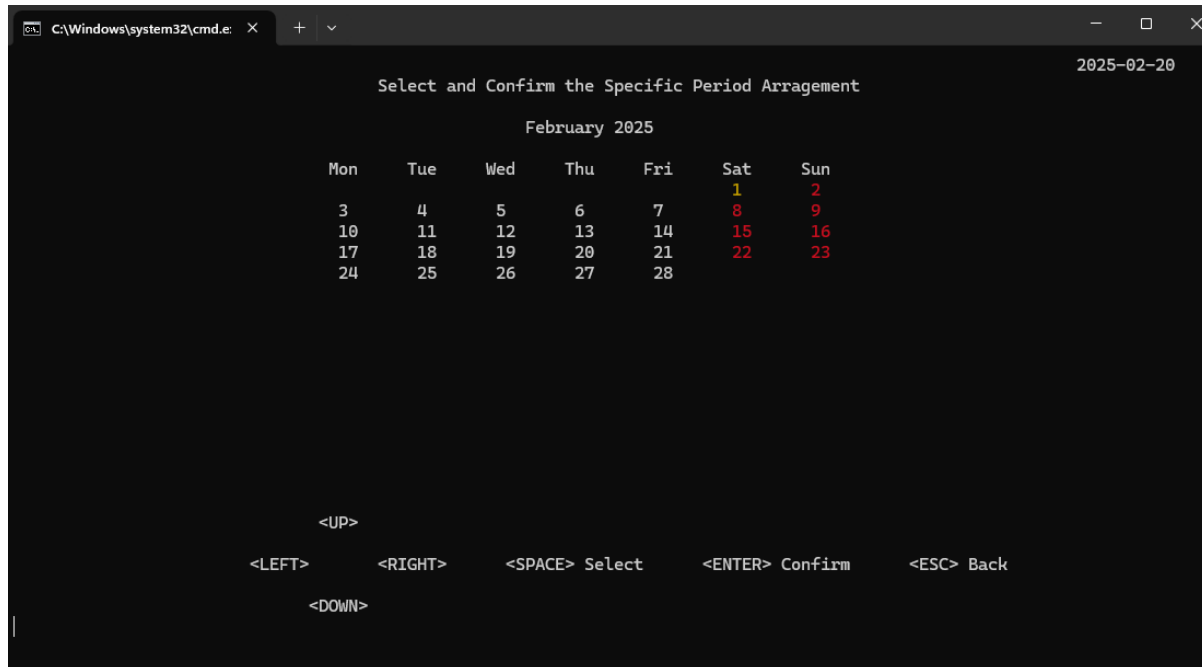 C:\Windows\system32\cmd.e:
2025-02-20
Select and Confirm the Specific Period Arragement
February 2025
Mon Tue Wed Thu Fri Sat Sun
1 2
3 4 5 6 7 8 9
10 11 12 13 14 15 16
17 18 19 20 21 22 23
24 25 26 27 28
<UP>
<LEFT> <RIGHT> <SPACE> Select <ENTER> Confirm <ESC> Back
<DOWN>